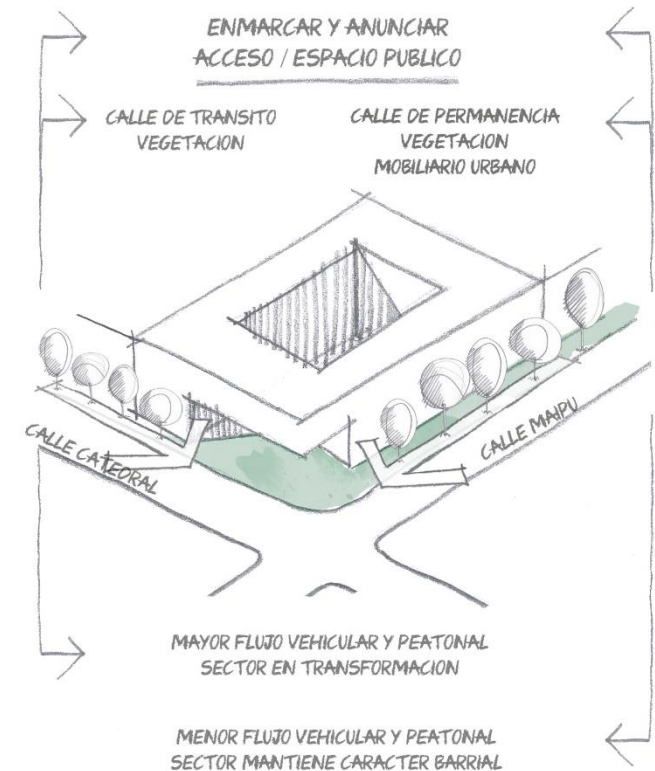 ENMARCAR Y ANUNCIAR
ACCESO / ESPACIO PUBLICO
CALLE DE TRANSITO
VEGETACION
CALLE DE PERMANENCIA
VEGETACION
MOBILIARIO URBANO
CALLE CATEDRAL
CALLE MAIPU
MAYOR FLUJO VEHICULAR Y PEATONAL
SECTOR EN TRANSFORMACION
MENOR FLUJO VEHICULAR Y PEATONAL
SECTOR MANTIENE CARACTER BARRIAL